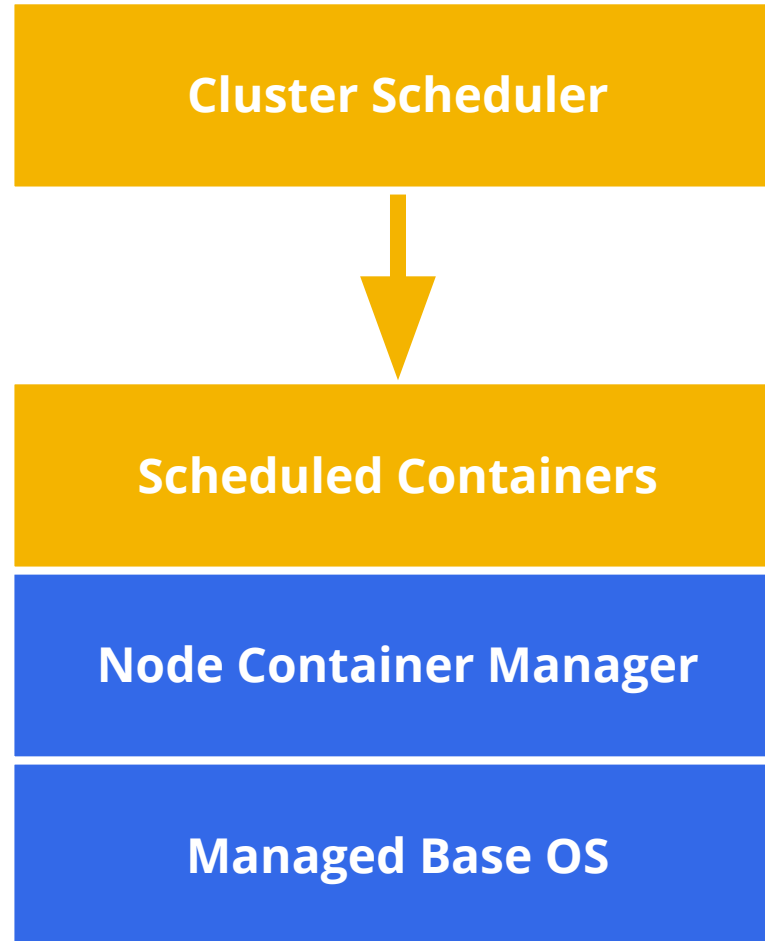 Cluster Scheduler
Scheduled Containers
Node Container Manager
Managed Base OS